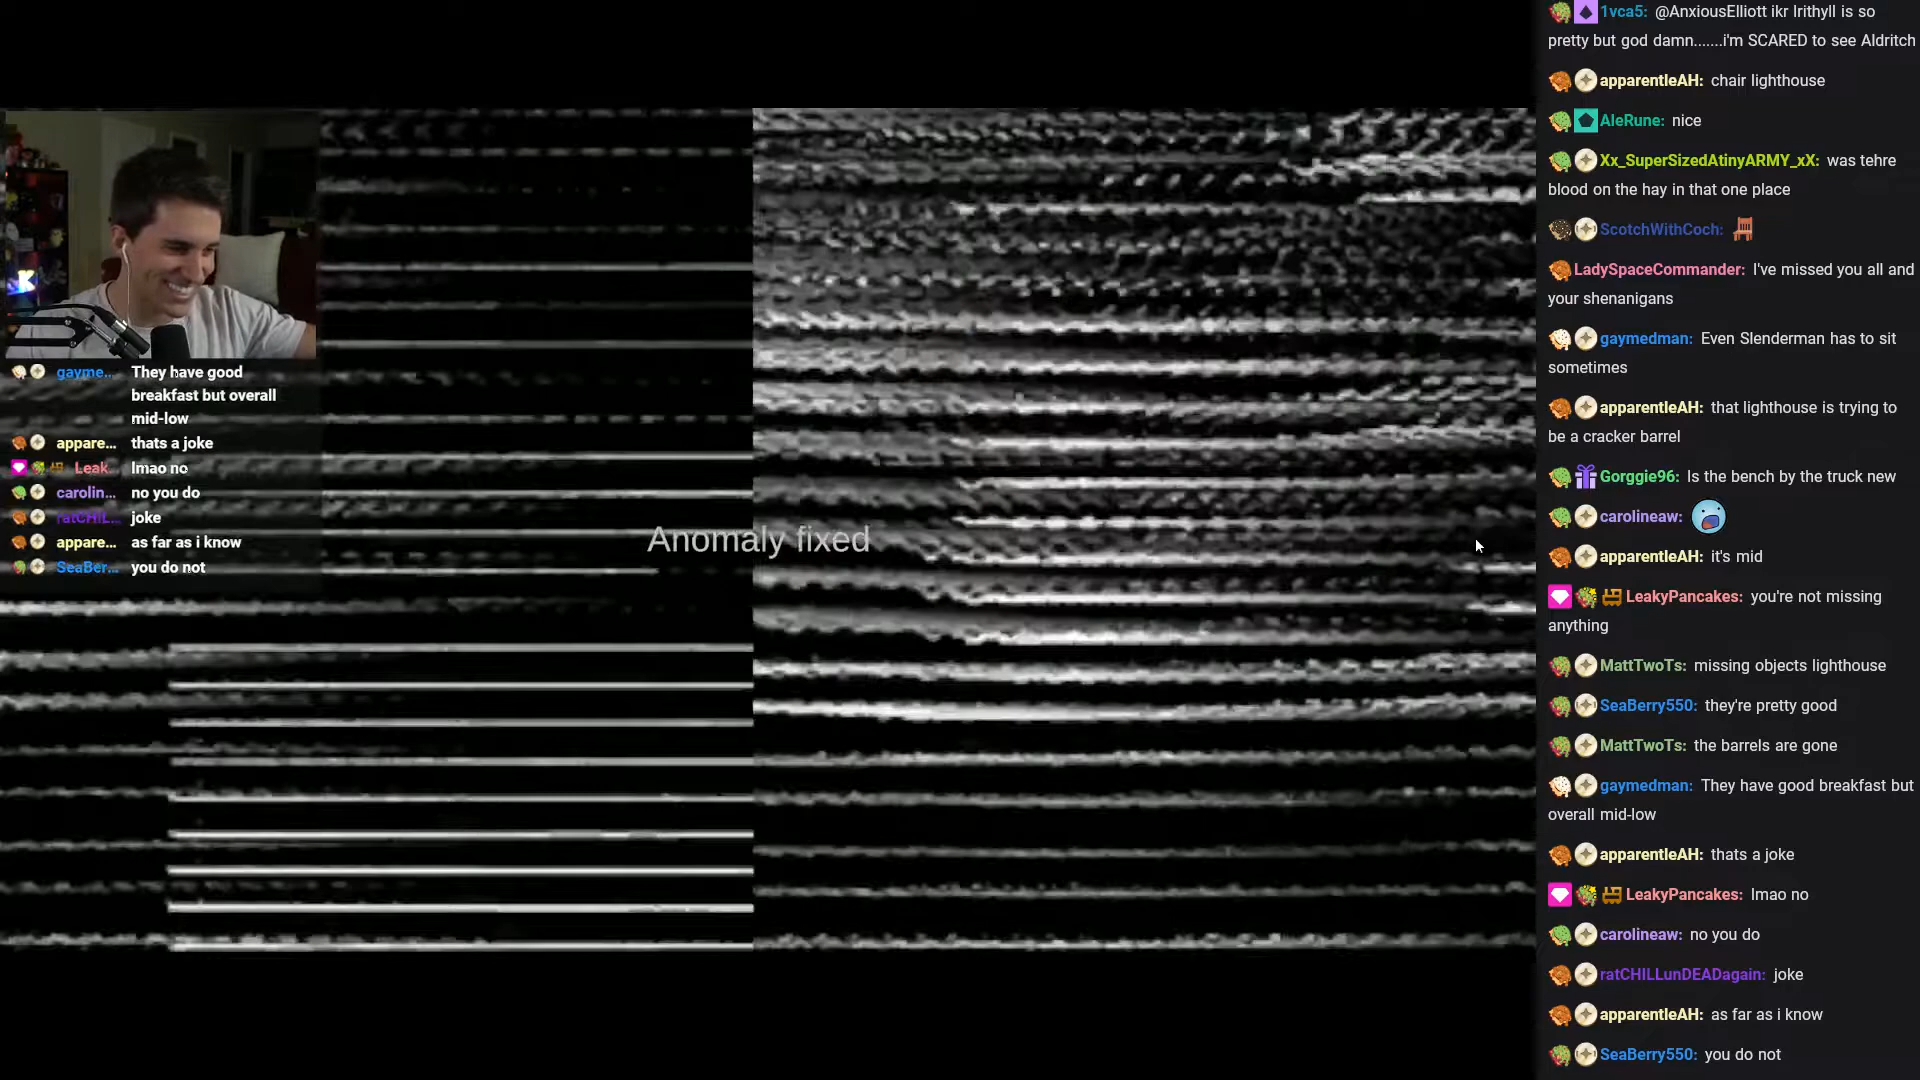 gayme... They have good
breakfast but overall
mid-low
appare... thats a joke
Leak... lmao no
carolin... no you do
ratCHIL... joke
appare... as far as i know
SeaBer... you do not
Anomaly fixed
1vca5: @AnxiousElliott ikr Irithyll is so
pretty but god damn.......i'm SCARED to see Aldritch
apparentleAH: chair lighthouse
AleRune: nice
Xx_SuperSizedAtinyARMY_xX: was tehre
blood on the hay in that one place
ScotchWithCoch:
LadySpaceCommander: I've missed you all and
your shenanigans
gaymedman: Even Slenderman has to sit
sometimes
apparentleAH: that lighthouse is trying to
be a cracker barrel
Gorggie96: Is the bench by the truck new
carolineaw:
apparentleAH: it's mid
LeakyPancakes: you're not missing
anything
MattTwoTs: missing objects lighthouse
SeaBerry550: they're pretty good
MattTwoTs: the barrels are gone
gaymedman: They have good breakfast but
overall mid-low
apparentleAH: thats a joke
LeakyPancakes: lmao no
carolineaw: no you do
ratCHILLunDEADagain: joke
apparentleAH: as far as i know
SeaBerry550: you do not